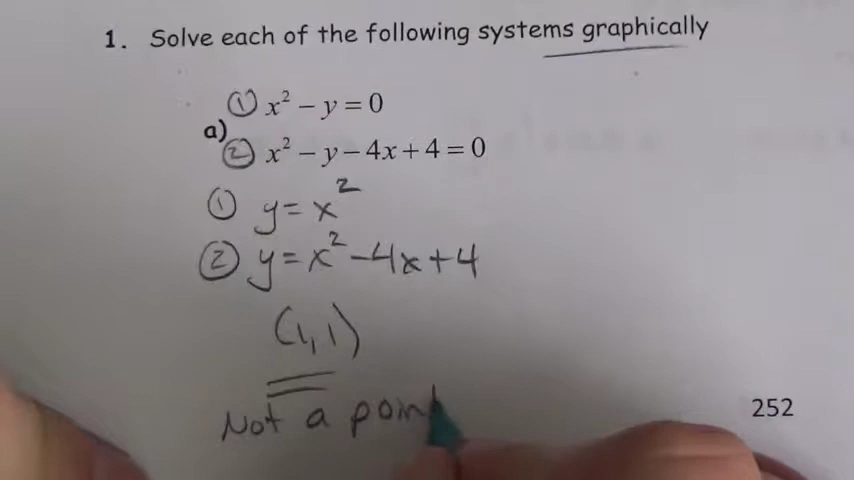 1. Solve each of the following systems graphically
① x² − y = 0
a)
② x² − y − 4x + 4 = 0
① y = x²
② y = x² − 4x + 4
(1,1)
Not a poin
252